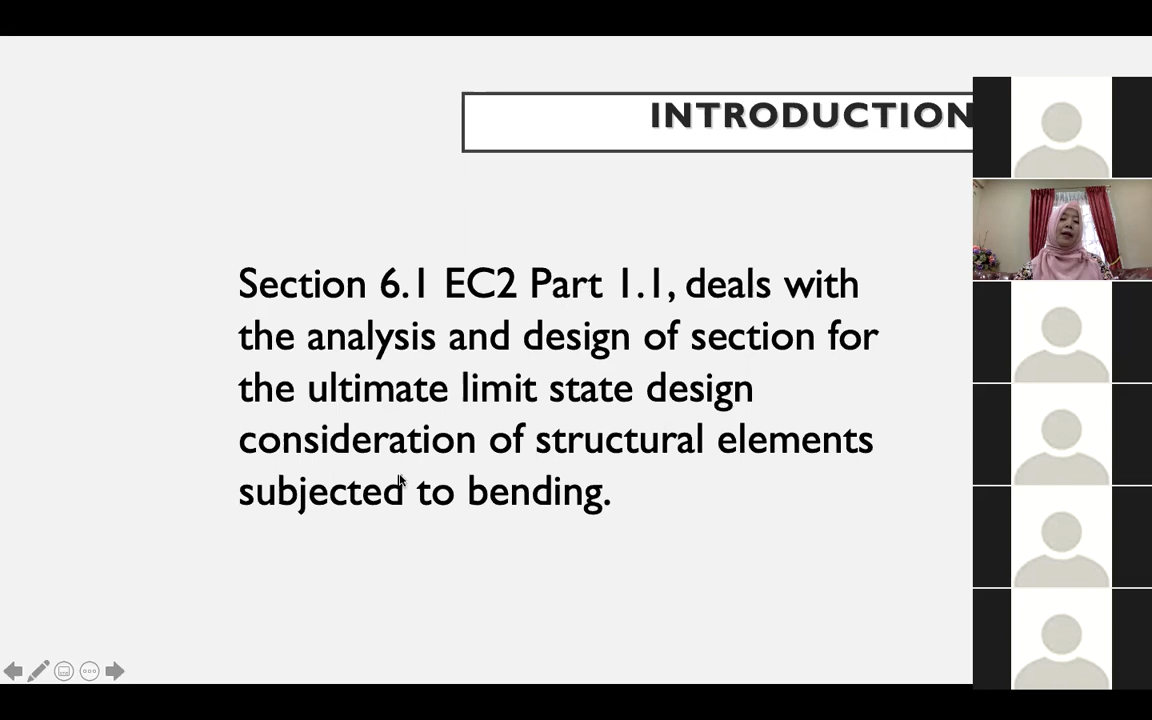 INTRODUCTION
Section 6.1 EC2 Part 1.1, deals with
the analysis and design of section for
the ultimate limit state design
consideration of structural elements
subjected to bending.